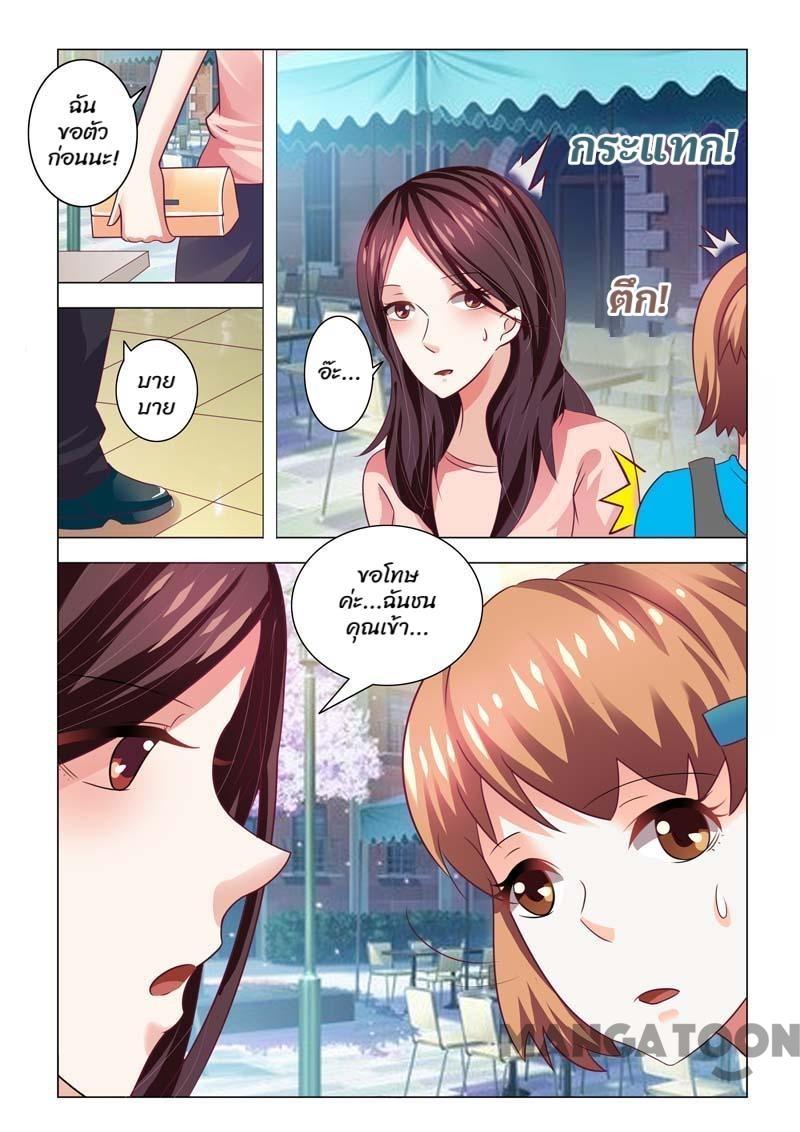 ฉัน
ขอตัว
ก่อนนะ!
บาย
บาย
กระแทก!
ตึก!
อ๊ะ...
ขอโทษ
ค่ะ...ฉันชน
คุณเข้า...
MANGATOON